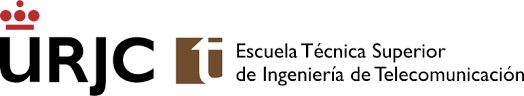 URJC
Escuela Técnica Superior
de Ingeniería de Telecomunicación